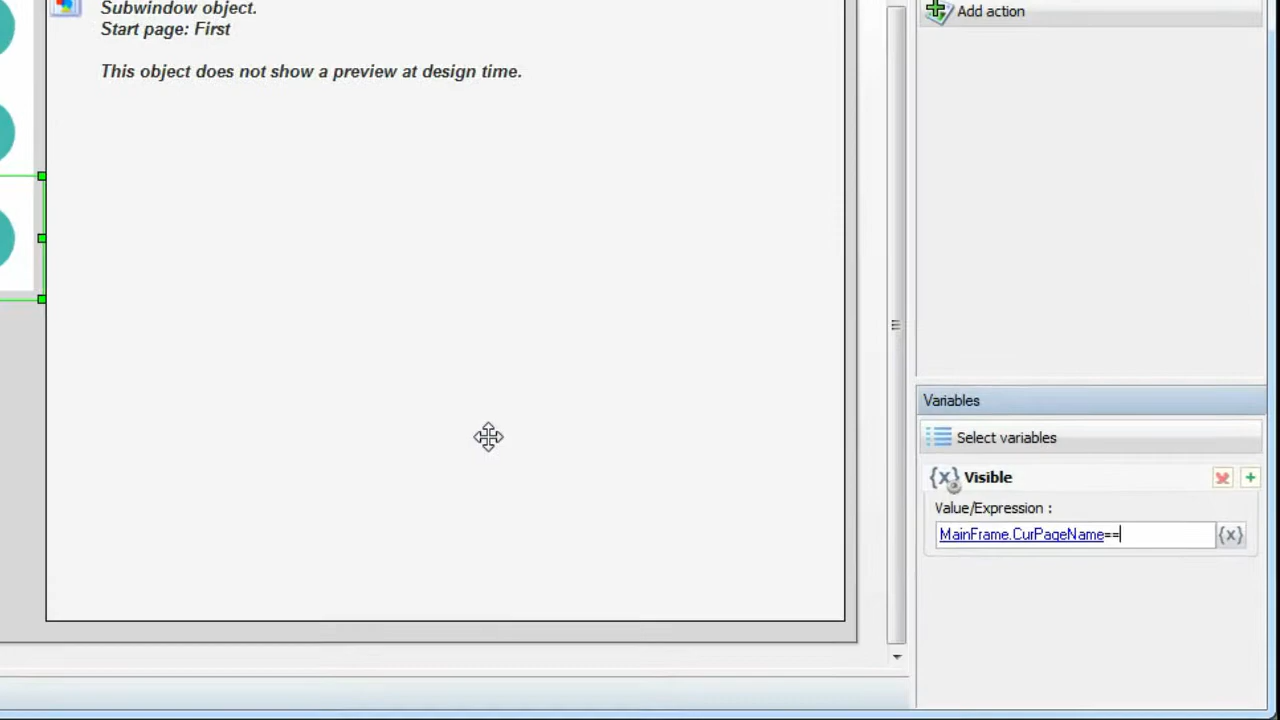 Subwindow object.
Start page: First
This object does not show a preview at design time.
Add action
Variables
Select variables
{x} Visible
Value/Expression :
MainFrame.CurPageName==
{x}